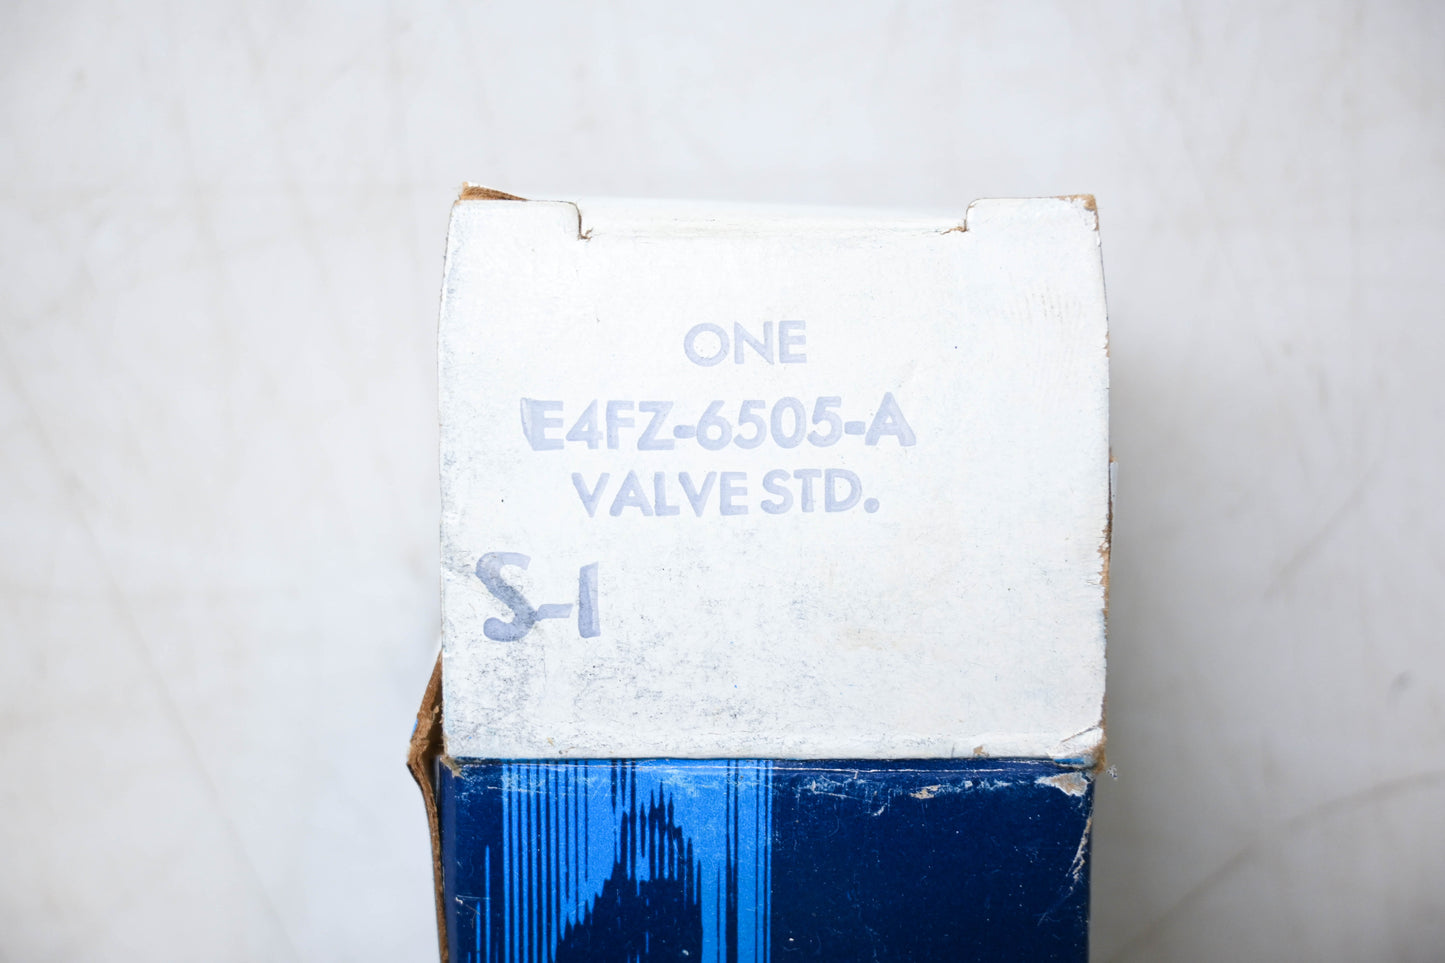 ONE
E4FZ-6505-A
VALVE STD.
S-1